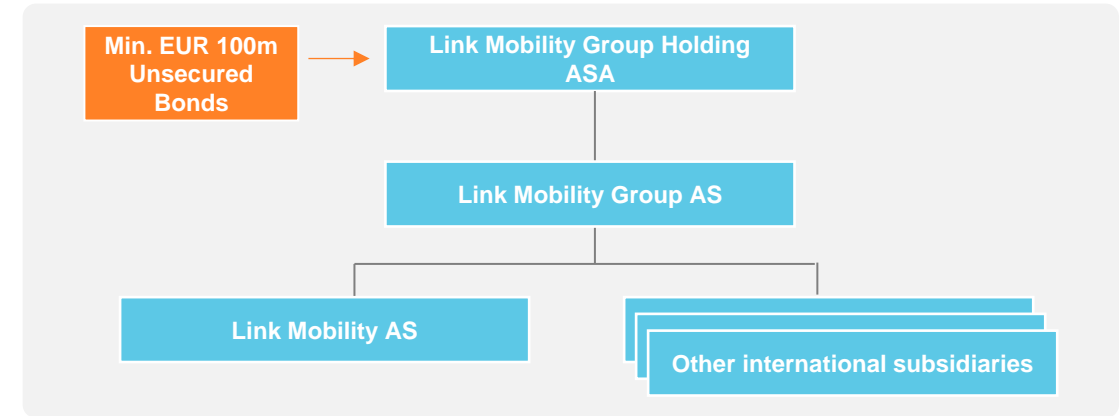 Min. EUR 100m
Unsecured
Bonds
Link Mobility Group Holding
ASA
Link Mobility Group AS
Link Mobility AS
Other international subsidiaries